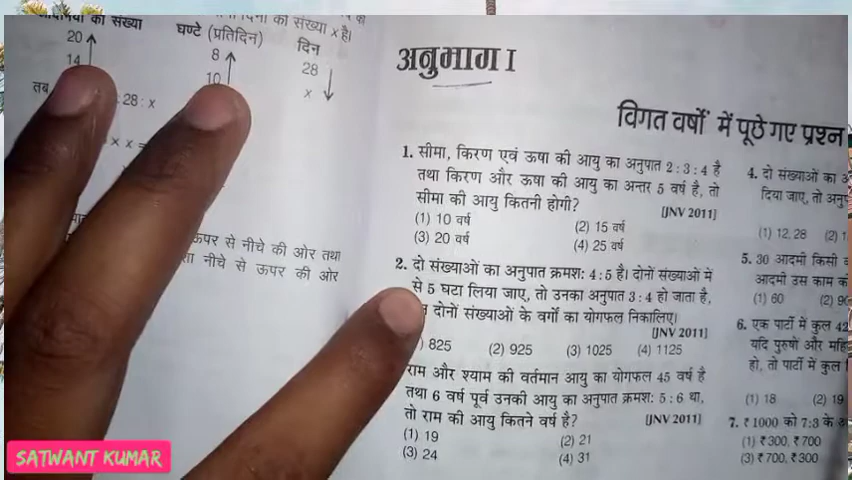 की संख्या
20
14
घण्टे (प्रतिदिन)
8
10
की संख्या x है।
दिन
28
x
तब
: 28 : x
x x =
ऊपर से नीचे की ओर तथा
नीचे से ऊपर की ओर
अनुभाग I
विगत वर्षों में पूछे गए प्रश्न
1. सीमा, किरण एवं ऊषा की आयु का अनुपात 2 : 3 : 4 है
तथा किरण और ऊषा की आयु का अन्तर 5 वर्ष है, तो
सीमा की आयु कितनी होगी?
[JNV 2011]
(1) 10 वर्ष (2) 15 वर्ष
(3) 20 वर्ष (4) 25 वर्ष
2. दो संख्याओं का अनुपात क्रमशः 4 : 5 है। दोनों संख्याओं में
से 5 घटा लिया जाए, तो उनका अनुपात 3 : 4 हो जाता है,
दोनों संख्याओं के वर्गों का योगफल निकालिए।
[JNV 2011]
) 825 (2) 925 (3) 1025 (4) 1125
राम और श्याम की वर्तमान आयु का योगफल 45 वर्ष है
तथा 6 वर्ष पूर्व उनकी आयु का अनुपात क्रमशः 5 : 6 था,
तो राम की आयु कितने वर्ष है?
[JNV 2011]
(1) 19 (2) 21
(3) 24 (4) 31
4. दो संख्याओं का
दिया जाए, तो
(1) 12, 28 (2)
5. 30 आदमी किसी
आदमी उस काम
(1) 60 (2)
6. एक पार्टी में कुल 42
यदि पुरुषों और
हो, तो पार्टी में कुल
(1) 18 (2) 19
7. ₹ 1000 को 7:3 के
(1) ₹ 300, ₹ 700
(3) ₹ 700, ₹ 300
SATWANT KUMAR